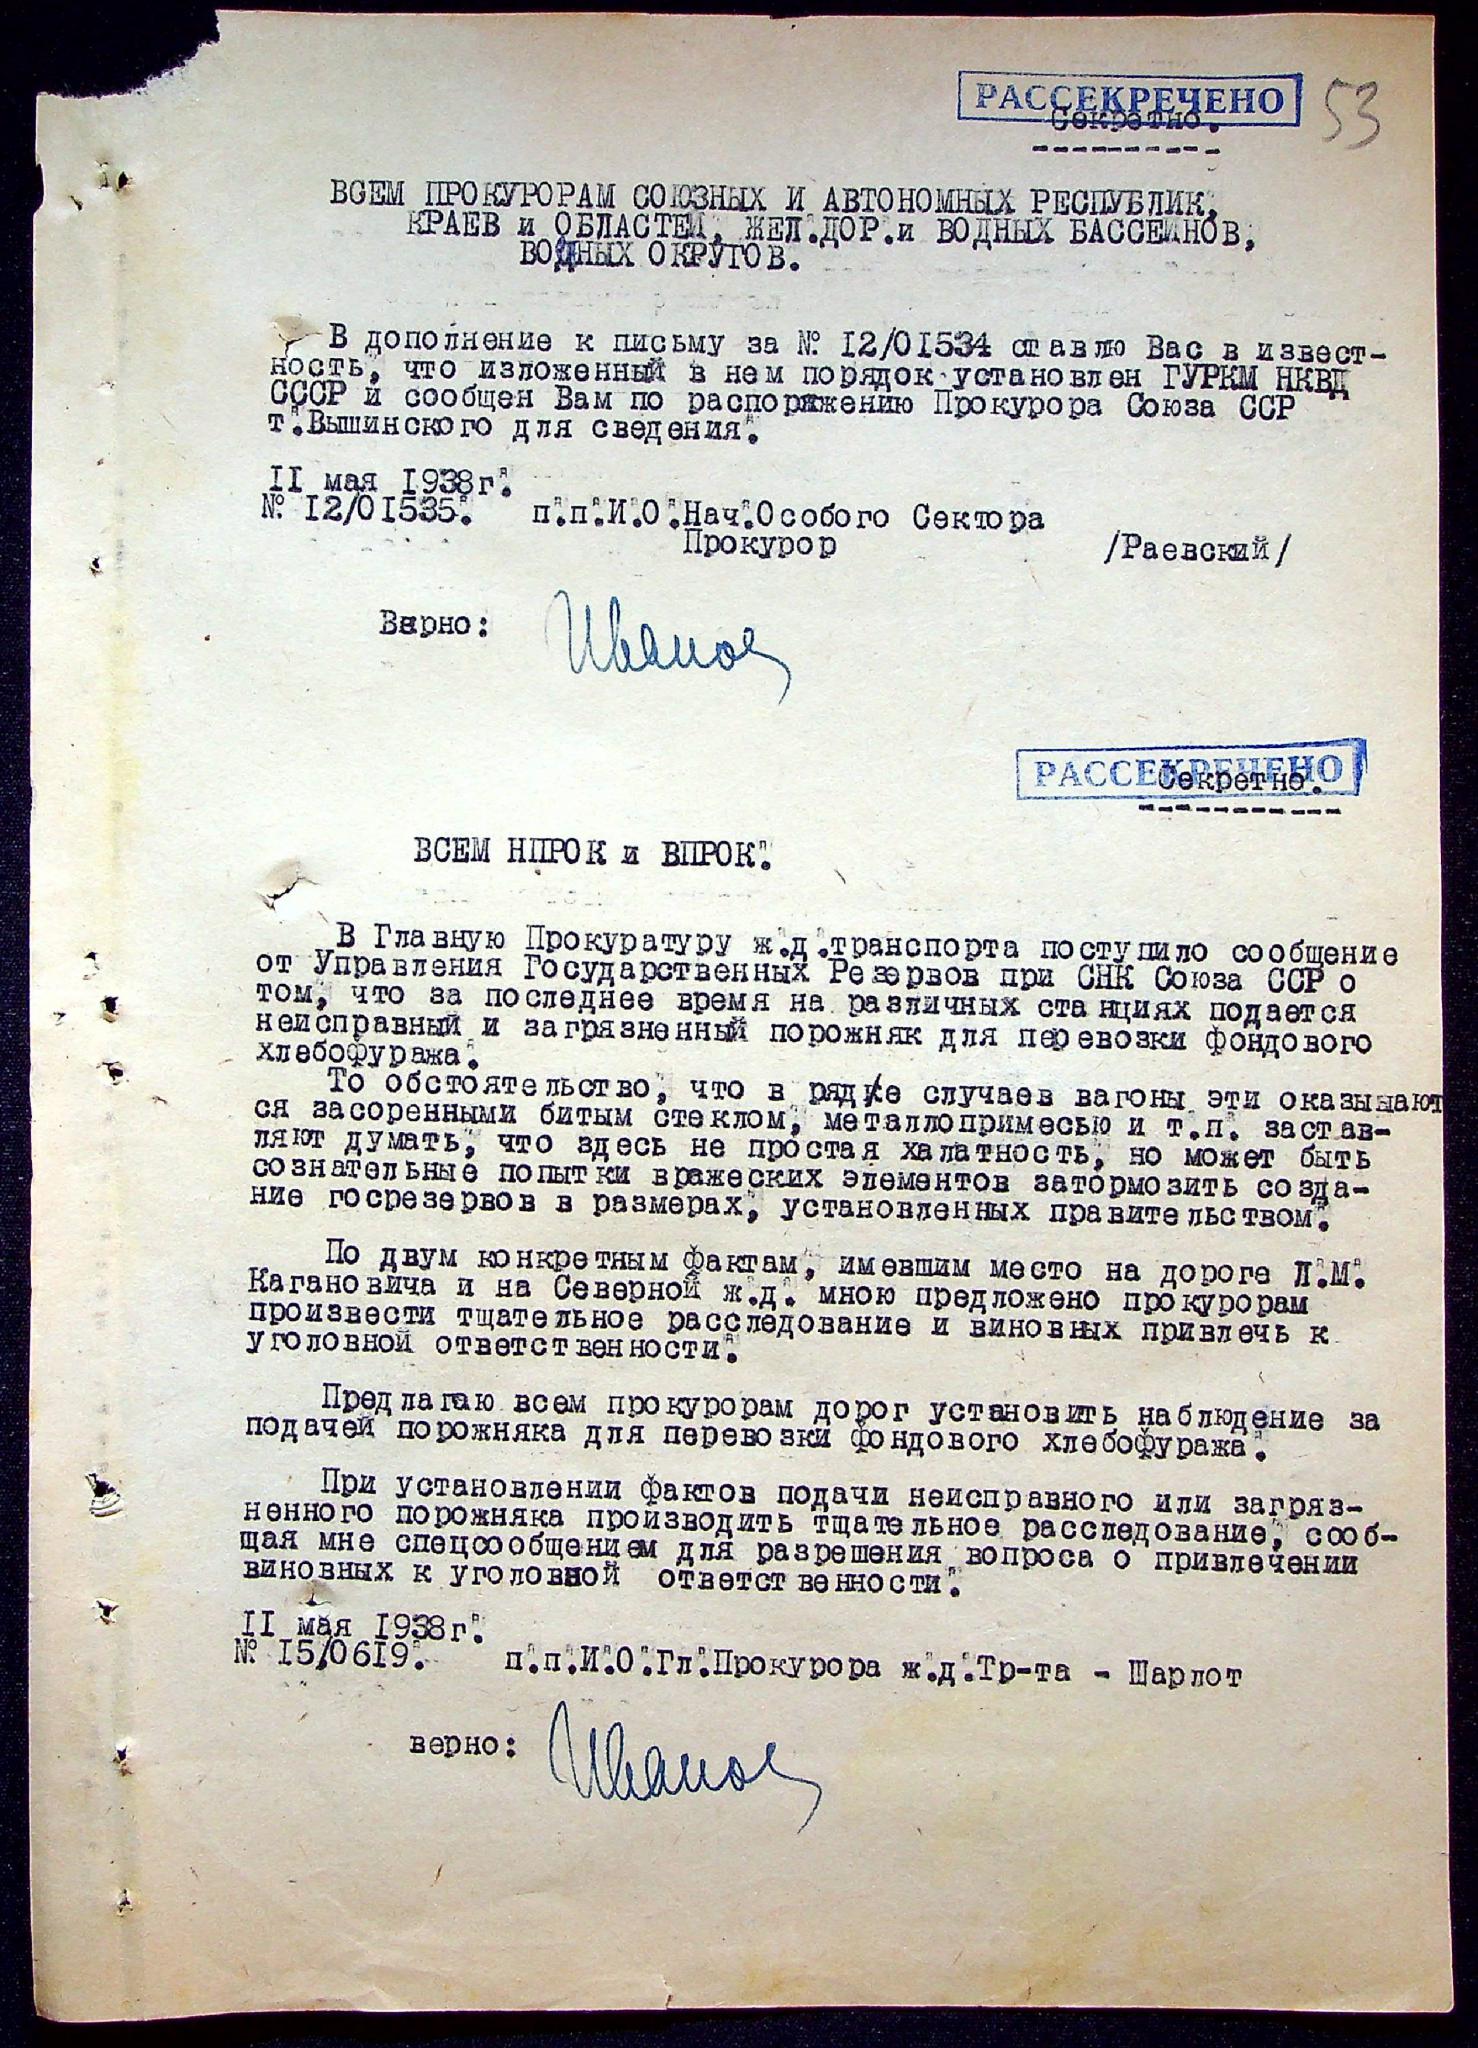 РАССЕКРЕЧЕНО 53
Секретно.
ВСЕМ ПРОКУРОРАМ СОЮЗНЫХ И АВТОНОМНЫХ РЕСПУБЛИК,
КРАЕВ и ОБЛАСТЕЙ, ЖЕЛ.ДОР.и ВОДНЫХ БАССЕЙНОВ,
ВОДНЫХ ОКРУГОВ.
В дополнение к письму за № 12/01534 ставлю Вас в извест-
ность, что изложенный в нем порядок установлен ГУРКМ НКВД
СССР и сообщен Вам по распоряжению Прокурора Союза ССР
т.Вышинского для сведения.
II мая 1938г.
№ 12/01535. п.п.И.О.Нач.Особого Сектора
Прокурор /Раевский/
Верно: Иванов
РАССЕКРЕЧЕНО
Секретно.
ВСЕМ НПРОК и ВПРОК.
В Главную Прокуратуру ж.д.транспорта поступило сообщение
от Управления Государственных Резервов при СНК Союза ССР о
том, что за последнее время на различных станциях подается
неисправный и загрязненный порожняк для перевозки фондового
хлебофуража.
То обстоятельство, что в ряде случаев вагоны эти оказывают
ся засоренными битым стеклом, металлопримесью и т.п. застав-
ляют думать, что здесь не простая халатность, но может быть
сознательные попытки вражеских элементов затормозить созда-
ние госрезервов в размерах, установленных правительством.
По двум конкретным фактам, имевшим место на дороге Л.М.
Кагановича и на Северной ж.д. мною предложено прокурорам
произвести тщательное расследование и виновных привлечь к
уголовной ответственности.
Предлагаю всем прокурорам дорог установить наблюдение за
подачей порожняка для перевозки фондового хлебофуража.
При установлении фактов подачи неисправного или загряз-
ненного порожняка производить тщательное расследование, сооб-
щая мне спецсообщением для разрешения вопроса о привлечении
виновных к уголовной ответственности.
II мая 1938г.
№ 15/0619. п.п.И.О.Гл.Прокурора ж.д.Тр-та - Шарлот
верно: Иванов